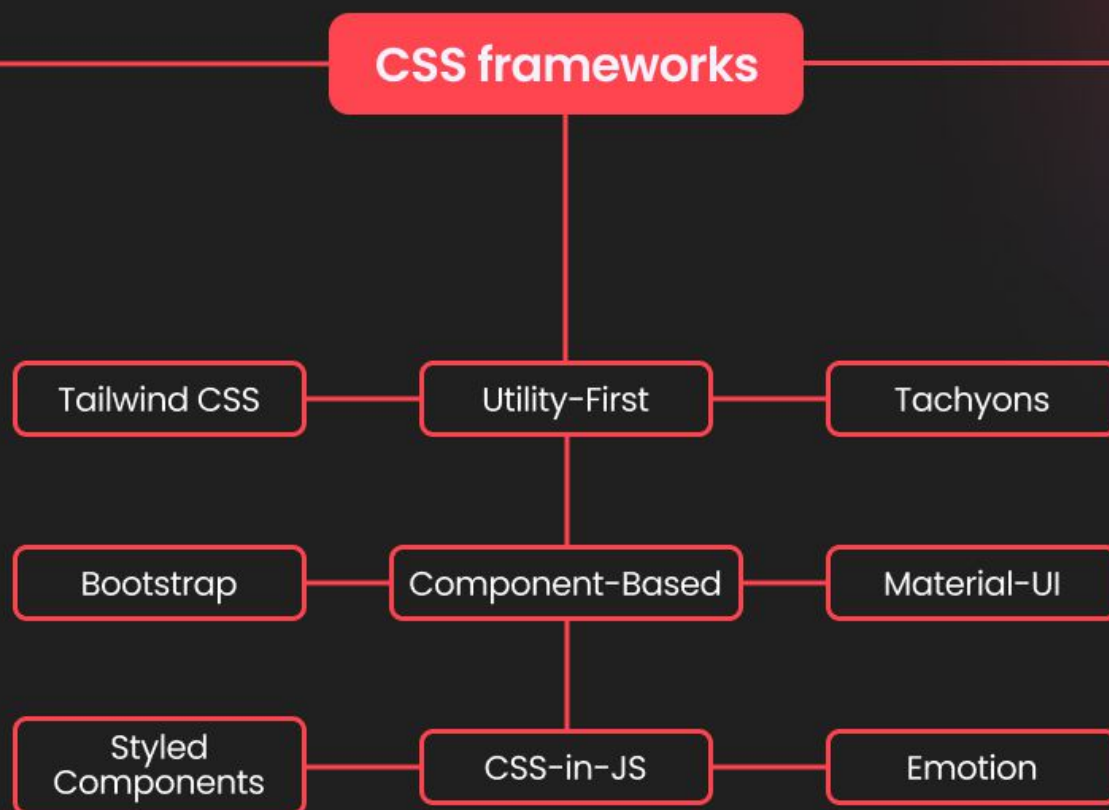 CSS frameworks
Tailwind CSS
Utility-First
Tachyons
Bootstrap
Component-Based
Material-UI
Styled
Components
CSS-in-JS
Emotion